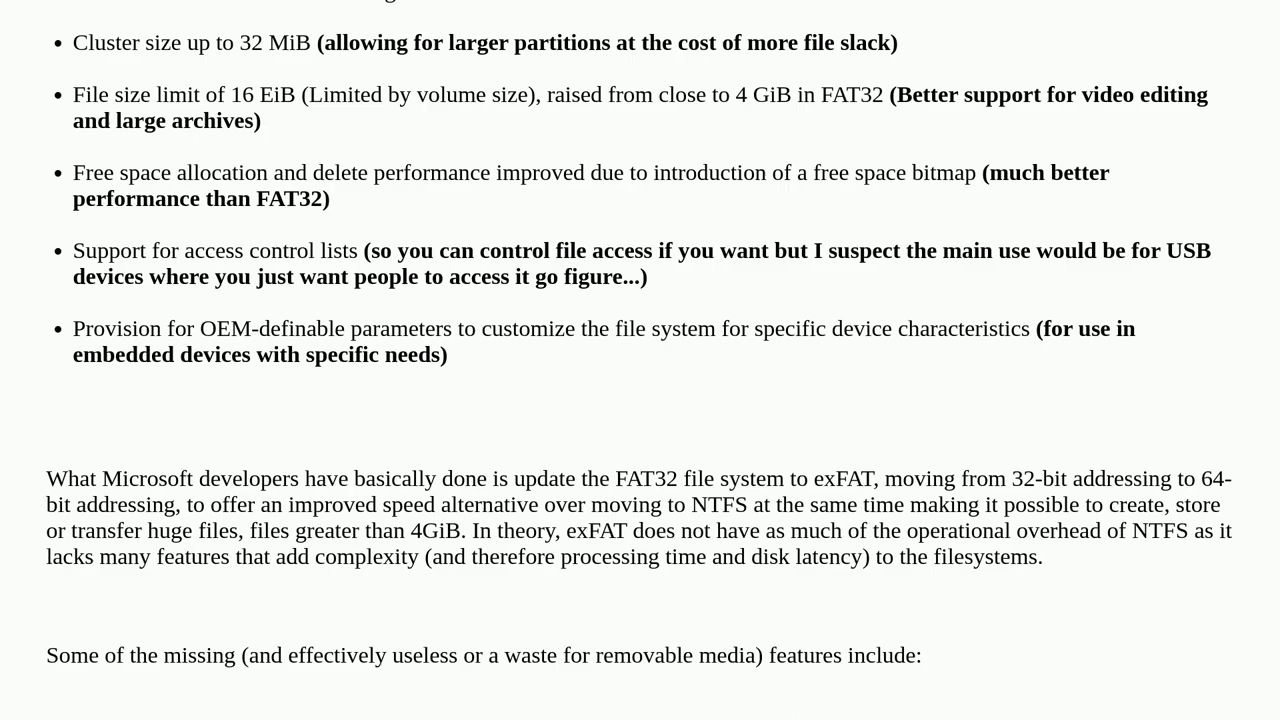 • Cluster size up to 32 MiB (allowing for larger partitions at the cost of more file slack)
• File size limit of 16 EiB (Limited by volume size), raised from close to 4 GiB in FAT32 (Better support for video editing
and large archives)
• Free space allocation and delete performance improved due to introduction of a free space bitmap (much better
performance than FAT32)
• Support for access control lists (so you can control file access if you want but I suspect the main use would be for USB
devices where you just want people to access it go figure...)
• Provision for OEM-definable parameters to customize the file system for specific device characteristics (for use in
embedded devices with specific needs)
What Microsoft developers have basically done is update the FAT32 file system to exFAT, moving from 32-bit addressing to 64-
bit addressing, to offer an improved speed alternative over moving to NTFS at the same time making it possible to create, store
or transfer huge files, files greater than 4GiB. In theory, exFAT does not have as much of the operational overhead of NTFS as it
lacks many features that add complexity (and therefore processing time and disk latency) to the filesystems.
Some of the missing (and effectively useless or a waste for removable media) features include: